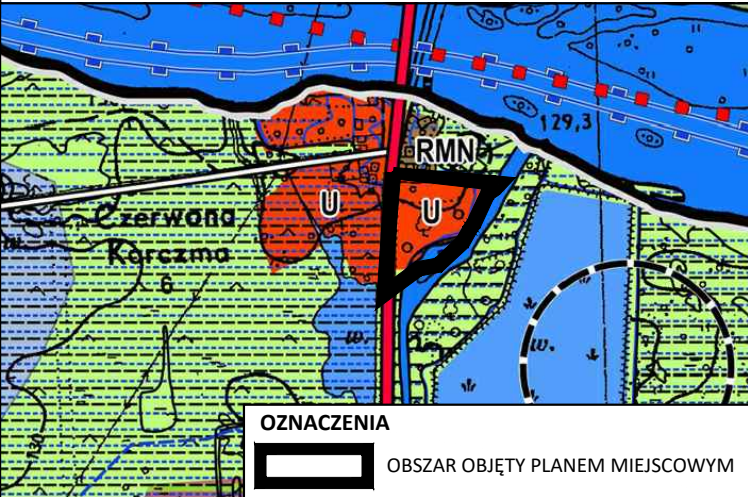 129,3
RMN
U
U
Czerwona
Karczma
6
w.
w.
130
OZNACZENIA
OBSZAR OBJĘTY PLANEM MIEJSCOWYM